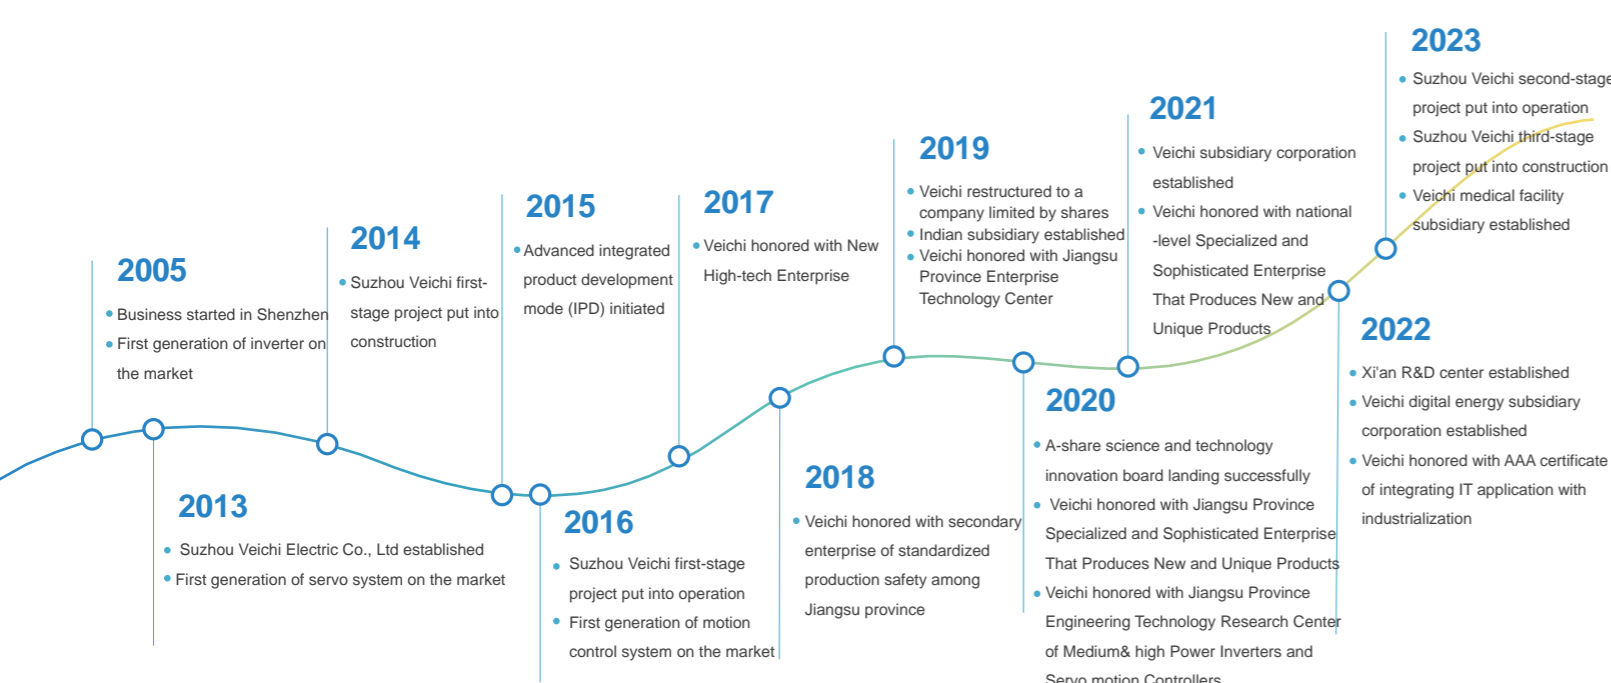 2005
Business started in Shenzhen
First generation of inverter on
the market
2013
Suzhou Veichi Electric Co., Ltd established
First generation of servo system on the market
2014
Suzhou Veichi first-
stage project put into
construction
2015
Advanced integrated
product development
mode (IPD) initiated
2016
Suzhou Veichi first-stage
project put into operation
First generation of motion
control system on the market
2017
Veichi honored with New
High-tech Enterprise
2018
Veichi honored with secondary
enterprise of standardized
production safety among
Jiangsu province
2019
Veichi restructured to a
company limited by shares
Indian subsidiary established
Veichi honored with Jiangsu
Province Enterprise
Technology Center
2020
A-share science and technology
innovation board landing successfully
Veichi honored with Jiangsu Province
Specialized and Sophisticated Enterprise
That Produces New and Unique Products
Veichi honored with Jiangsu Province
Engineering Technology Research Center
of Medium& high Power Inverters and
Servo motion Controllers
2021
Veichi subsidiary corporation
established
Veichi honored with national
-level Specialized and
Sophisticated Enterprise
That Produces New and
Unique Products
2022
Xi'an R&D center established
Veichi digital energy subsidiary
corporation established
Veichi honored with AAA certificate
of integrating IT application with
industrialization
2023
Suzhou Veichi second-stage
project put into operation
Suzhou Veichi third-stage
project put into construction
Veichi medical facility
subsidiary established